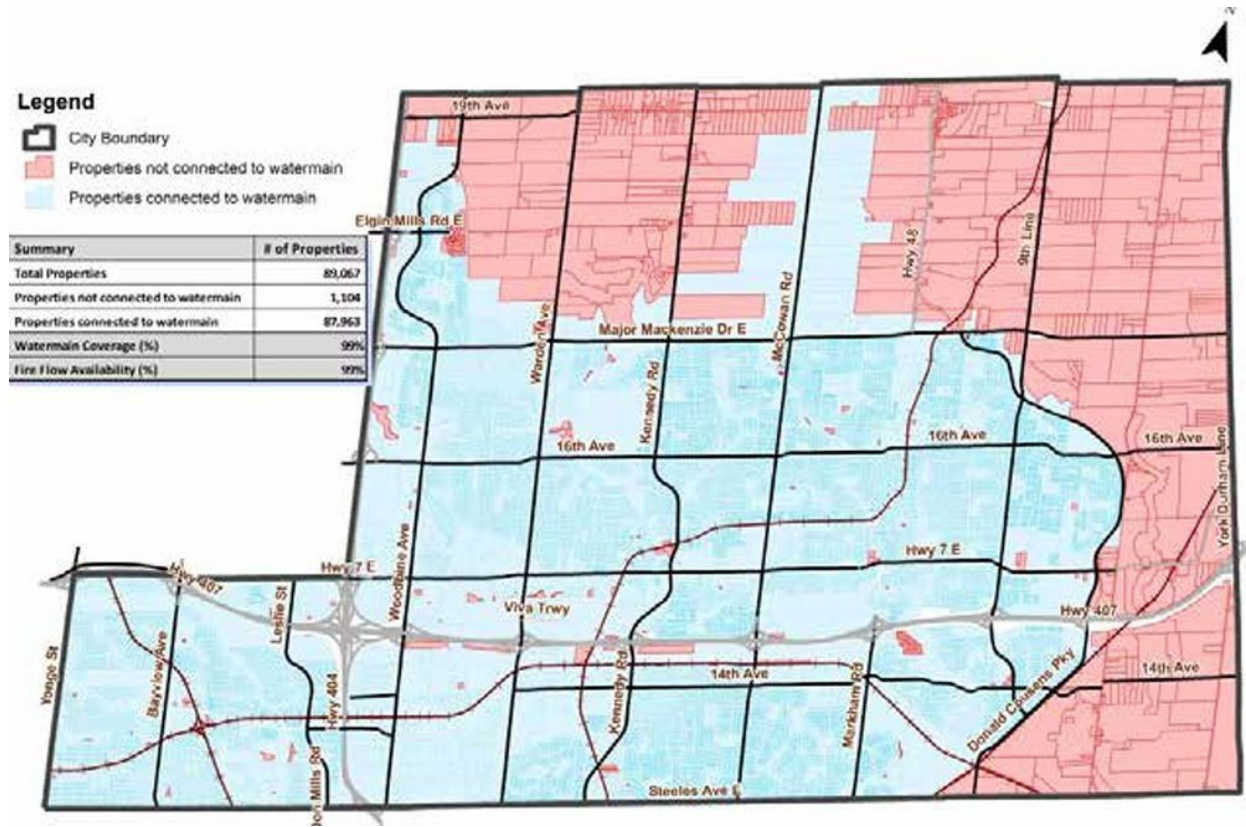 N
Legend
City Boundary
Properties not connected to watermain
Properties connected to watermain
Summary # of Properties
Total Properties 89,067
Properties not connected to watermain 1,104
Properties connected to watermain 87,963
Watermain Coverage (%) 99%
Fire Flow Availability (%) 99%
19th Ave
Elgin Mills Rd E
Hwy 48
9th Line
Warden Ave
Major Mackenzie Dr E
McCowan Rd
Kennedy Rd
16th Ave
16th Ave
16th Ave
York Durham Line
Woodbine Ave
Hwy 7 E
Hwy 7 E
Hwy 407
Leslie St
Viva Trwy
Hwy 407
Yonge St
Bayview Ave
Hwy 404
Kennedy Rd
14th Ave
14th Ave
Markham Rd
Donald Cousens Pky
Don Mills Rd
Steeles Ave E